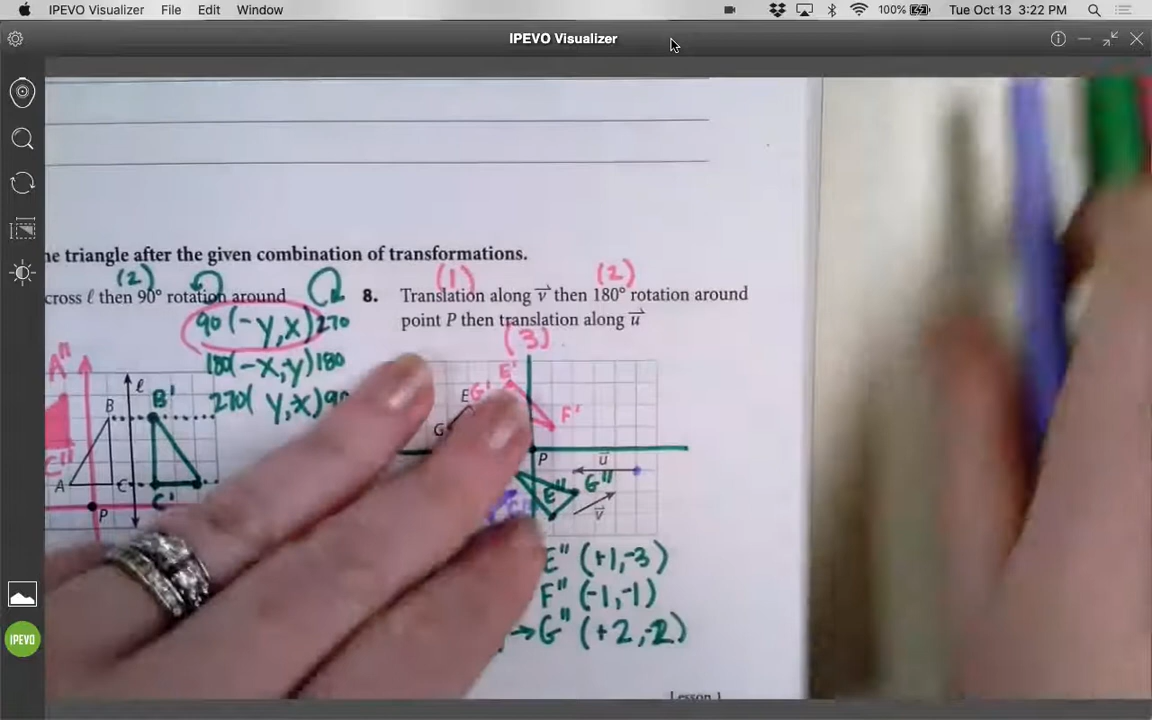 IPEVO Visualizer File Edit Window 100% Tue Oct 13 3:22 PM
IPEVO Visualizer
ne triangle after the given combination of transformations.
(2)
cross ℓ then 90° rotation around
90 (-y,x) 270
180(-x,-y) 180
270( y,x) 90
A"
ℓ
B
B'
C"
A
C
C'
P
(1) (2)
8. Translation along v⃗ then 180° rotation around
point P then translation along u⃗
(3)
E'
E G'
F'
G
P
u⃗
E" G"
v⃗
E" (+1,-3)
F" (-1,-1)
→G" (+2,-2)
Lesson 1
IPEVO